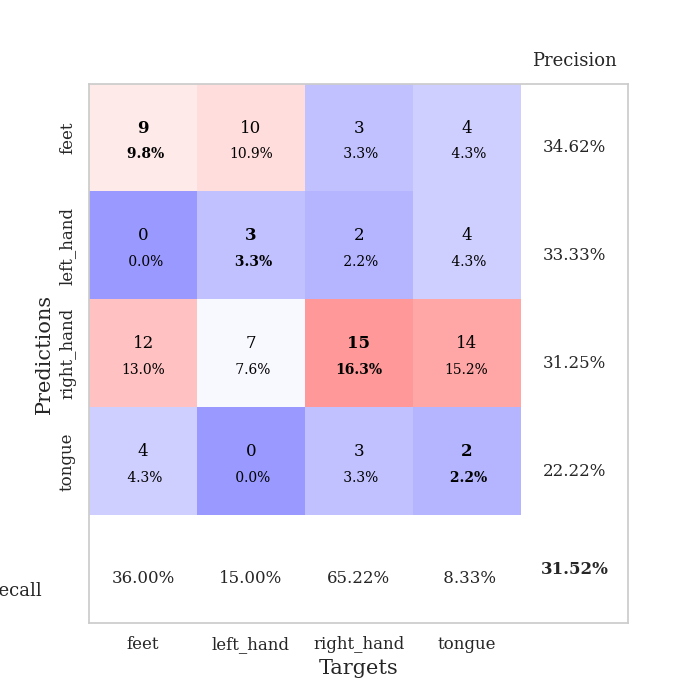 Precision
feet
9 10 3 4
9.8% 10.9% 3.3% 4.3%
34.62%
left_hand
0 3 2 4
0.0% 3.3% 2.2% 4.3%
33.33%
right_hand
12 7 15 14
13.0% 7.6% 16.3% 15.2%
31.25%
tongue
4 0 3 2
4.3% 0.0% 3.3% 2.2%
22.22%
Predictions
ecall
36.00% 15.00% 65.22% 8.33%
31.52%
feet left_hand right_hand tongue
Targets